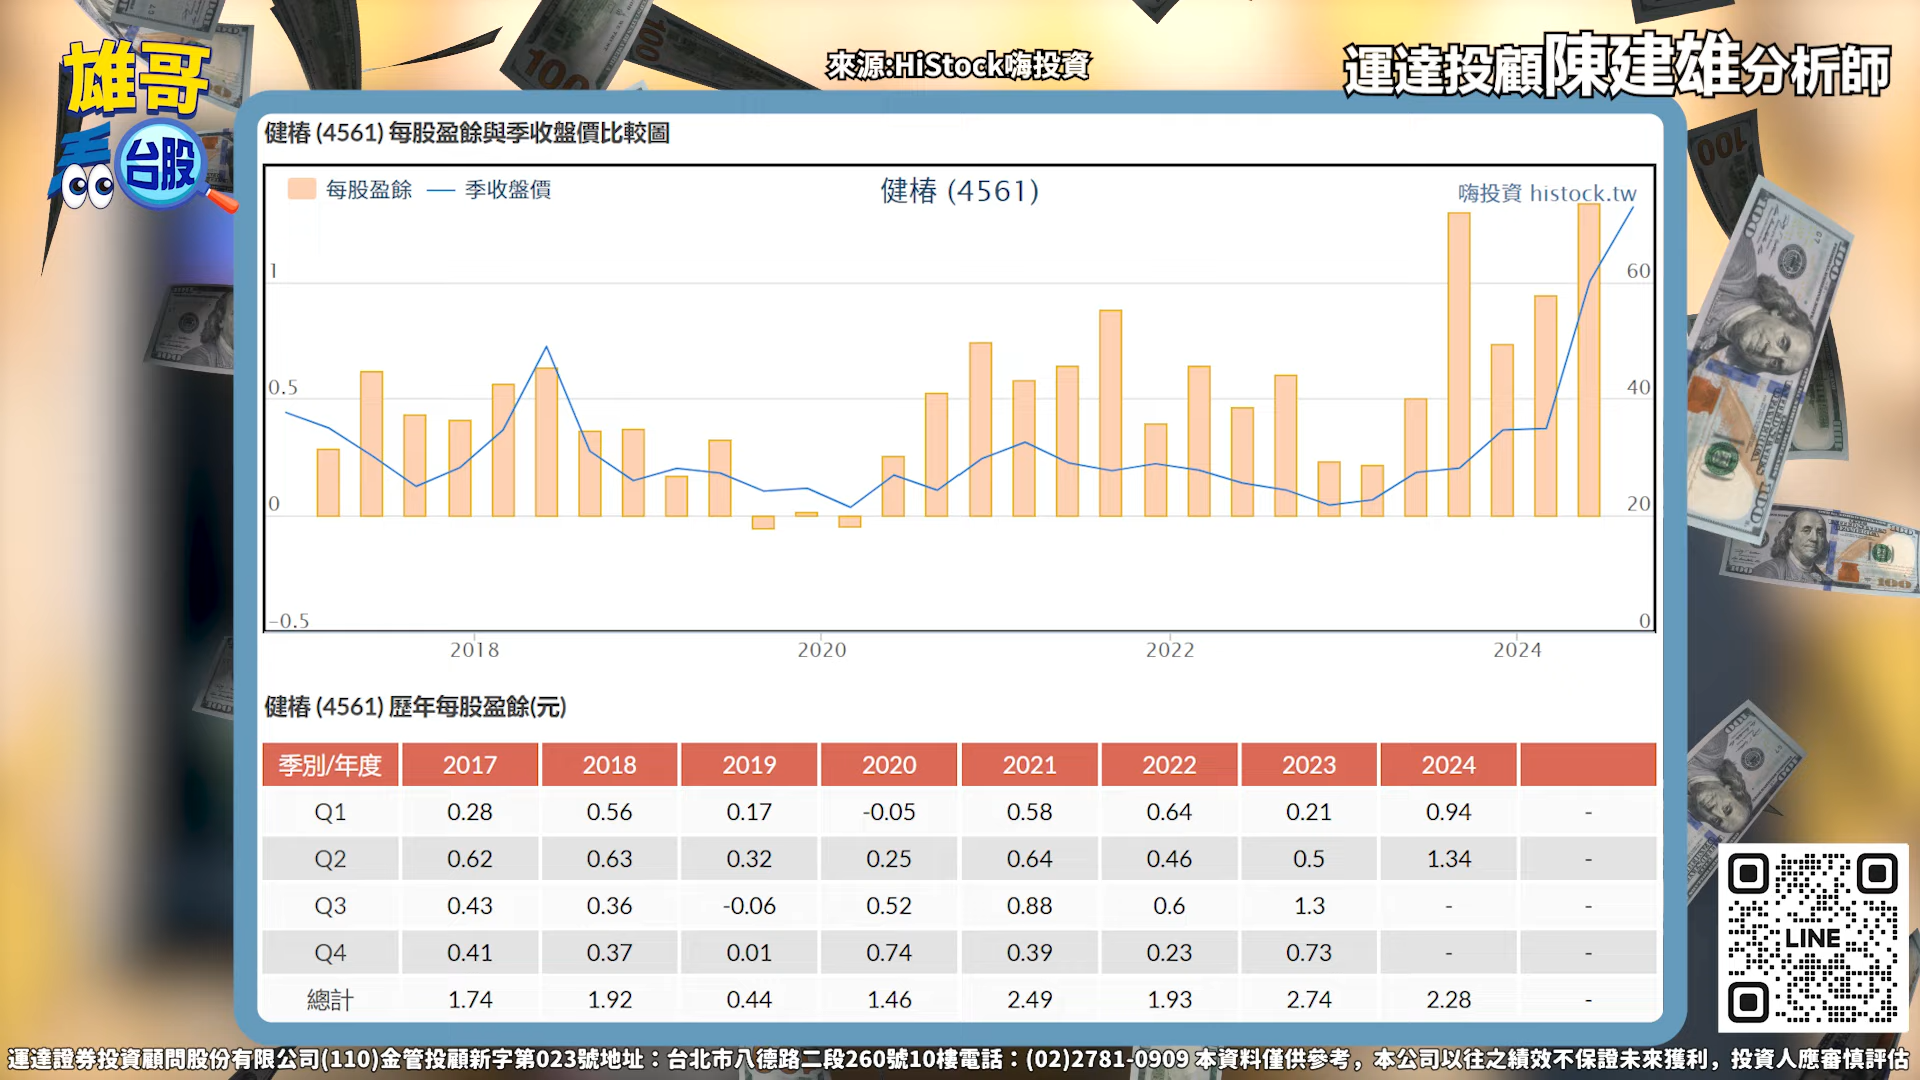 雄哥
看
台股
來源:HiStock嗨投資
運達投顧陳建雄分析師
健椿 (4561) 每股盈餘與季收盤價比較圖
每股盈餘 季收盤價
健椿 (4561)
嗨投資 histock.tw
1 60
0.5 40
0 20
-0.5 0
2018 2020 2022 2024
健椿 (4561) 歷年每股盈餘(元)
季別/年度 2017 2018 2019 2020 2021 2022 2023 2024
Q1 0.28 0.56 0.17 -0.05 0.58 0.64 0.21 0.94 -
Q2 0.62 0.63 0.32 0.25 0.64 0.46 0.5 1.34 -
Q3 0.43 0.36 -0.06 0.52 0.88 0.6 1.3 - -
Q4 0.41 0.37 0.01 0.74 0.39 0.23 0.73 - -
總計 1.74 1.92 0.44 1.46 2.49 1.93 2.74 2.28 -
LINE
運達證券投資顧問股份有限公司(110)金管投顧新字第023號地址：台北市八德路二段260號10樓電話：(02)2781-0909 本資料僅供參考，本公司以往之績效不保證未來獲利，投資人應審慎評估